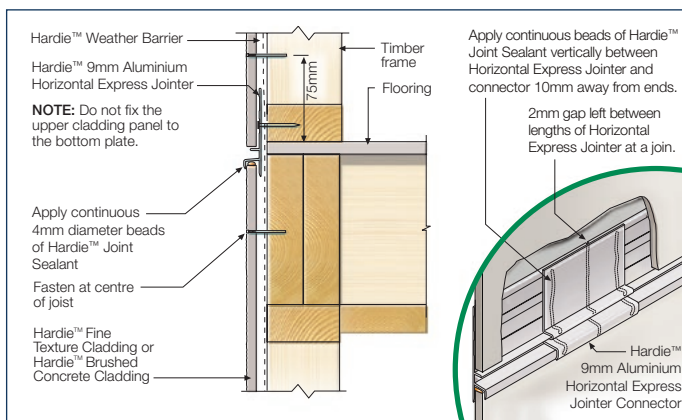 Hardie™ Weather Barrier
Hardie™ 9mm Aluminium
Horizontal Express Jointer
NOTE: Do not fix the
upper cladding panel to
the bottom plate.
Apply continuous
4mm diameter beads
of Hardie™ Joint
Sealant
Fasten at centre
of joist
Hardie™ Fine
Texture Cladding or
Hardie™ Brushed
Concrete Cladding
75mm
Timber
frame
Flooring
Apply continuous beads of Hardie™
Joint Sealant vertically between
Horizontal Express Jointer and
connector 10mm away from ends.
2mm gap left between
lengths of Horizontal
Express Jointer at a join.
Hardie™
9mm Aluminium
Horizontal Express
Jointer Connector